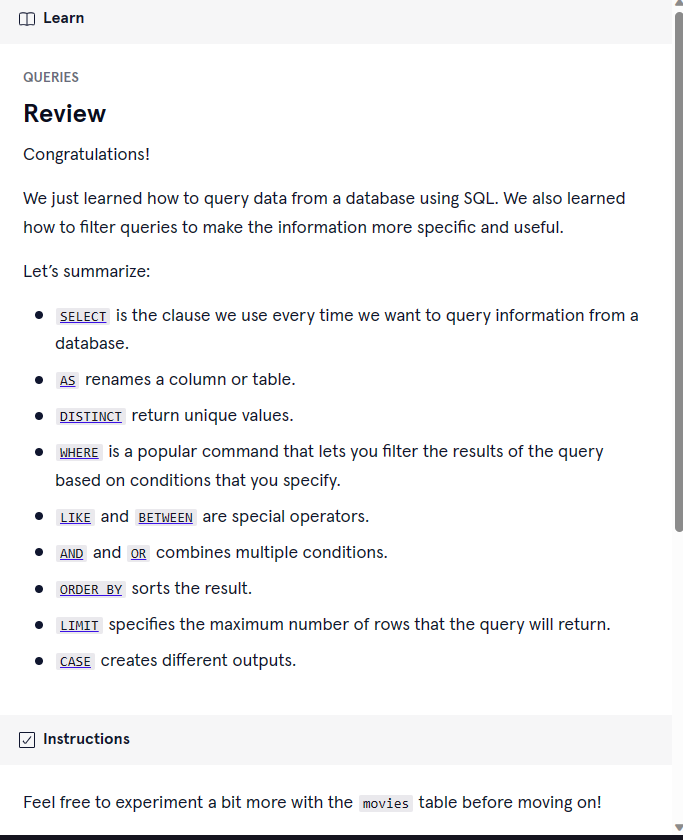 Learn
QUERIES
Review
Congratulations!
We just learned how to query data from a database using SQL. We also learned
how to filter queries to make the information more specific and useful.
Let’s summarize:
SELECT is the clause we use every time we want to query information from a
database.
AS renames a column or table.
DISTINCT return unique values.
WHERE is a popular command that lets you filter the results of the query
based on conditions that you specify.
LIKE and BETWEEN are special operators.
AND and OR combines multiple conditions.
ORDER BY sorts the result.
LIMIT specifies the maximum number of rows that the query will return.
CASE creates different outputs.
Instructions
Feel free to experiment a bit more with the movies table before moving on!